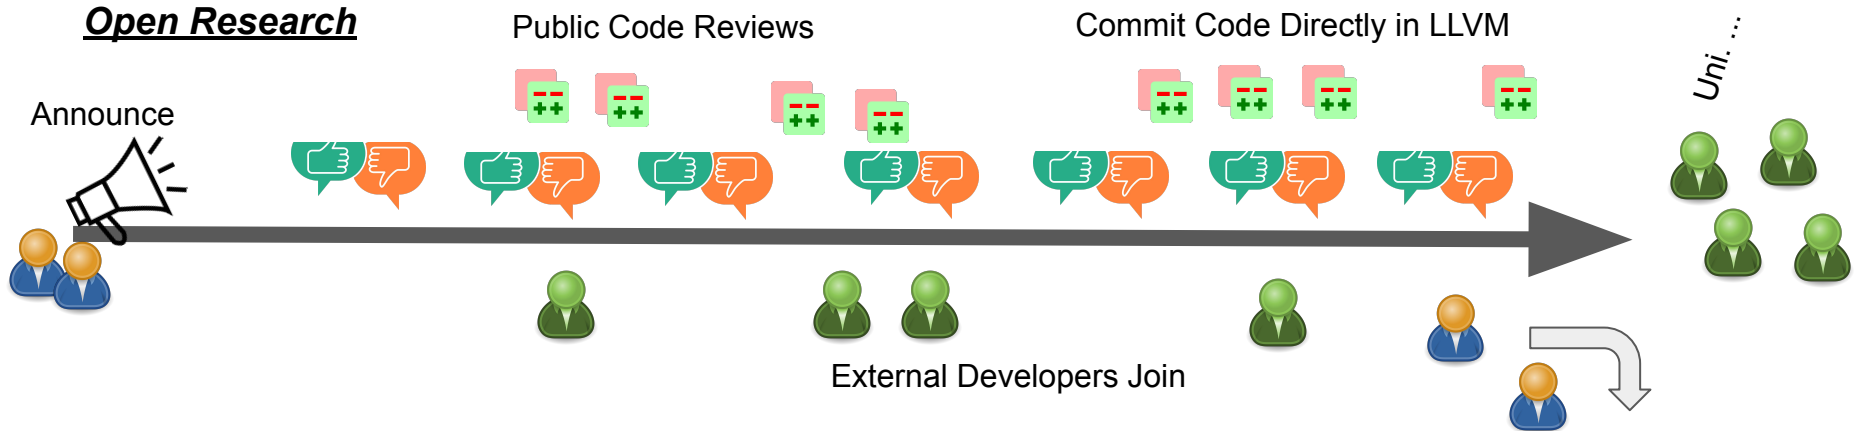 Open Research
Public Code Reviews
Commit Code Directly in LLVM
Uni. ...
Announce
External Developers Join